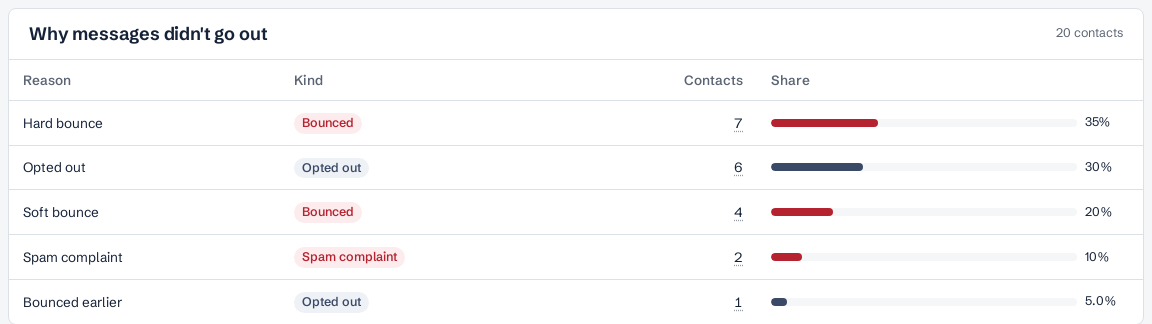 Why messages didn't go out 20 contacts
Reason Kind Contacts Share
Hard bounce Bounced 7 35%
Opted out Opted out 6 30%
Soft bounce Bounced 4 20%
Spam complaint Spam complaint 2 10%
Bounced earlier Opted out 1 5.0%